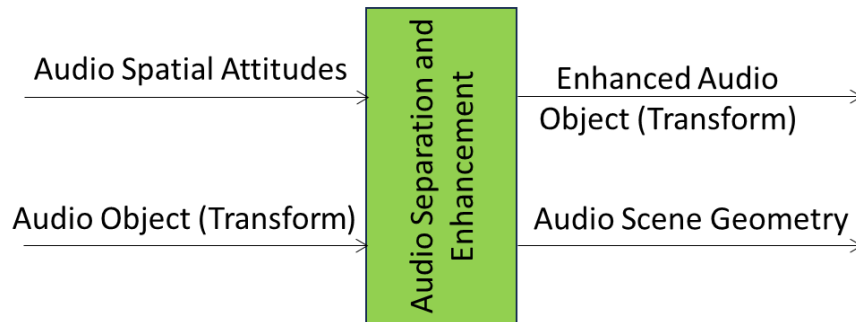 Audio Spatial Attitudes
Audio Object (Transform)
Audio Separation and
Enhancement
Enhanced Audio
Object (Transform)
Audio Scene Geometry